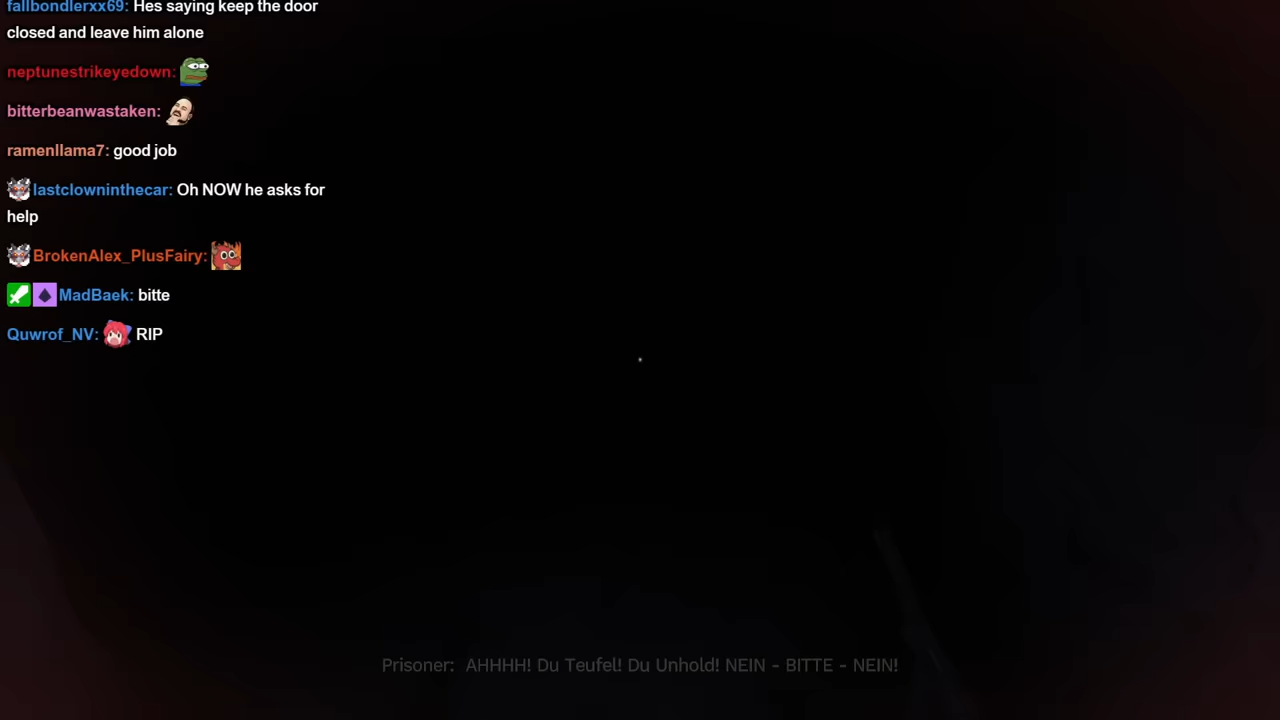 fallbondlerxx69: Hes saying keep the door
closed and leave him alone
neptunestrikeyedown:
bitterbeanwastaken:
ramenllama7: good job
lastclowninthecar: Oh NOW he asks for
help
BrokenAlex_PlusFairy:
MadBaek: bitte
Quwrof_NV: RIP
Prisoner: AHHHH! Du Teufel! Du Unhold! NEIN - BITTE - NEIN!